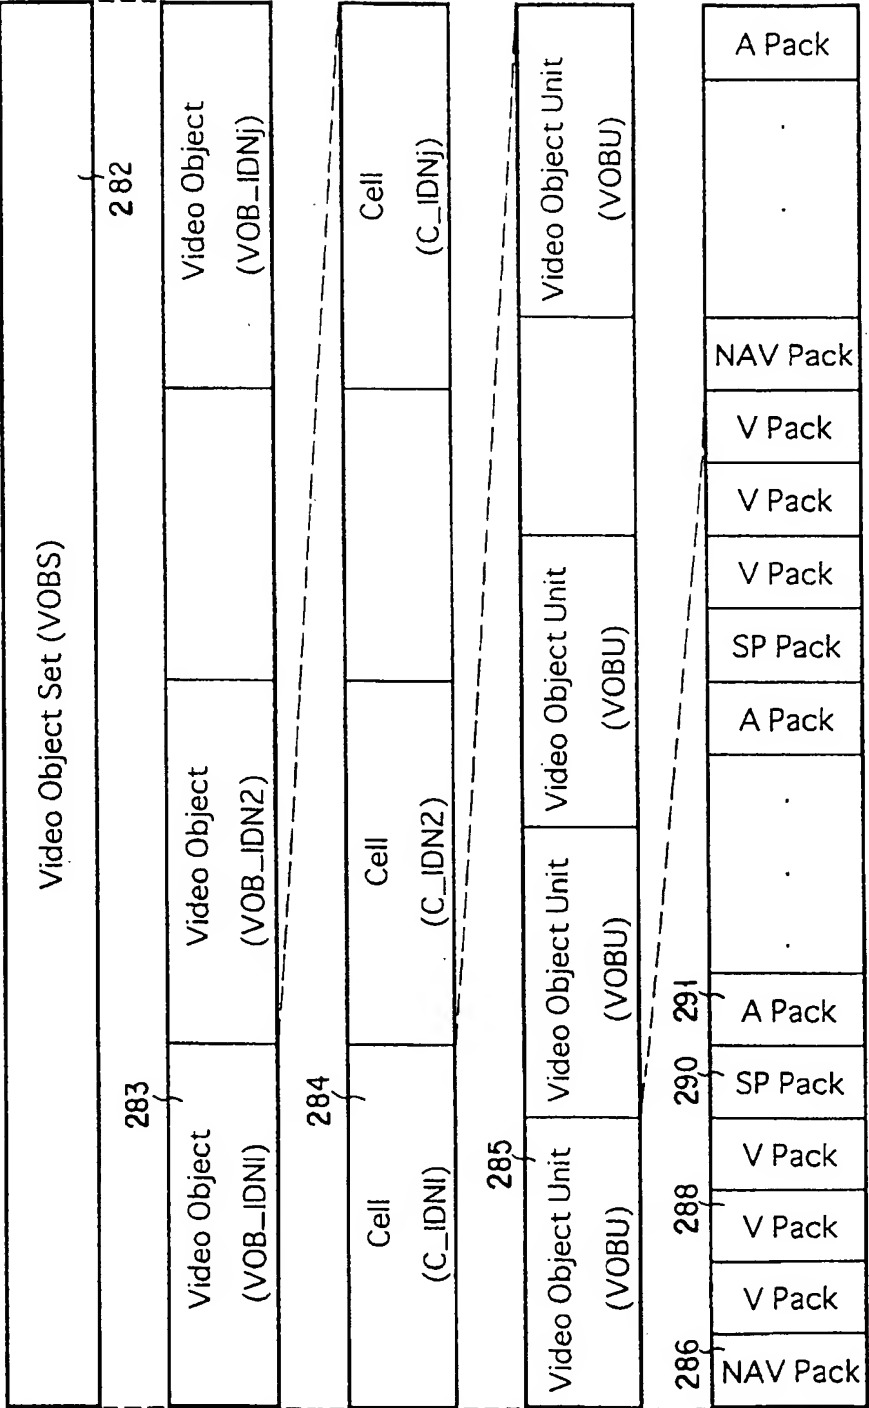 Video Object Set (VOBS)
282
283
Video Object
(VOB_IDN1)
Video Object
(VOB_IDN2)
Video Object
(VOB_IDNj)
284
Cell
(C_IDN1)
Cell
(C_IDN2)
Cell
(C_IDNj)
285
Video Object Unit
(VOBU)
Video Object Unit
(VOBU)
Video Object Unit
(VOBU)
Video Object Unit
(VOBU)
286
288
290
291
NAV Pack
V Pack
V Pack
V Pack
SP Pack
A Pack
. . .
A Pack
SP Pack
V Pack
V Pack
V Pack
NAV Pack
. .
A Pack